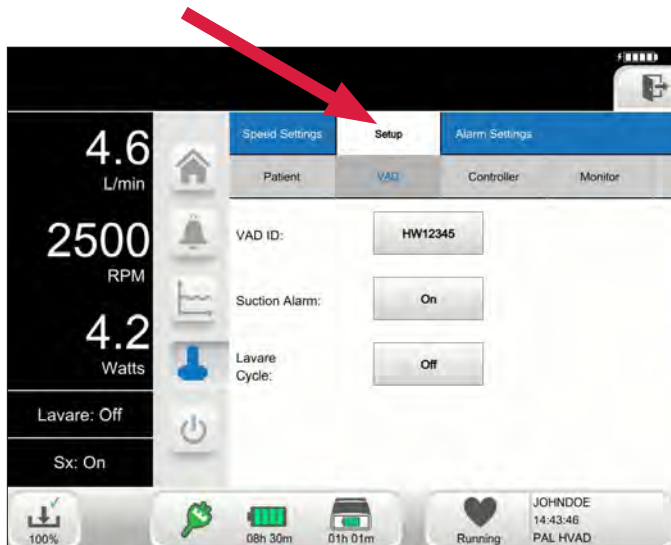 4.6
L/min
2500
RPM
4.2
Watts
Lavare: Off
Sx: On
Speed Settings Setup Alarm Settings
Patient VAD Controller Monitor
VAD ID: HW12345
Suction Alarm: On
Lavare
Cycle: Off
100%
08h 30m 01h 01m
Running
JOHNDOE
14:43:46
PAL HVAD